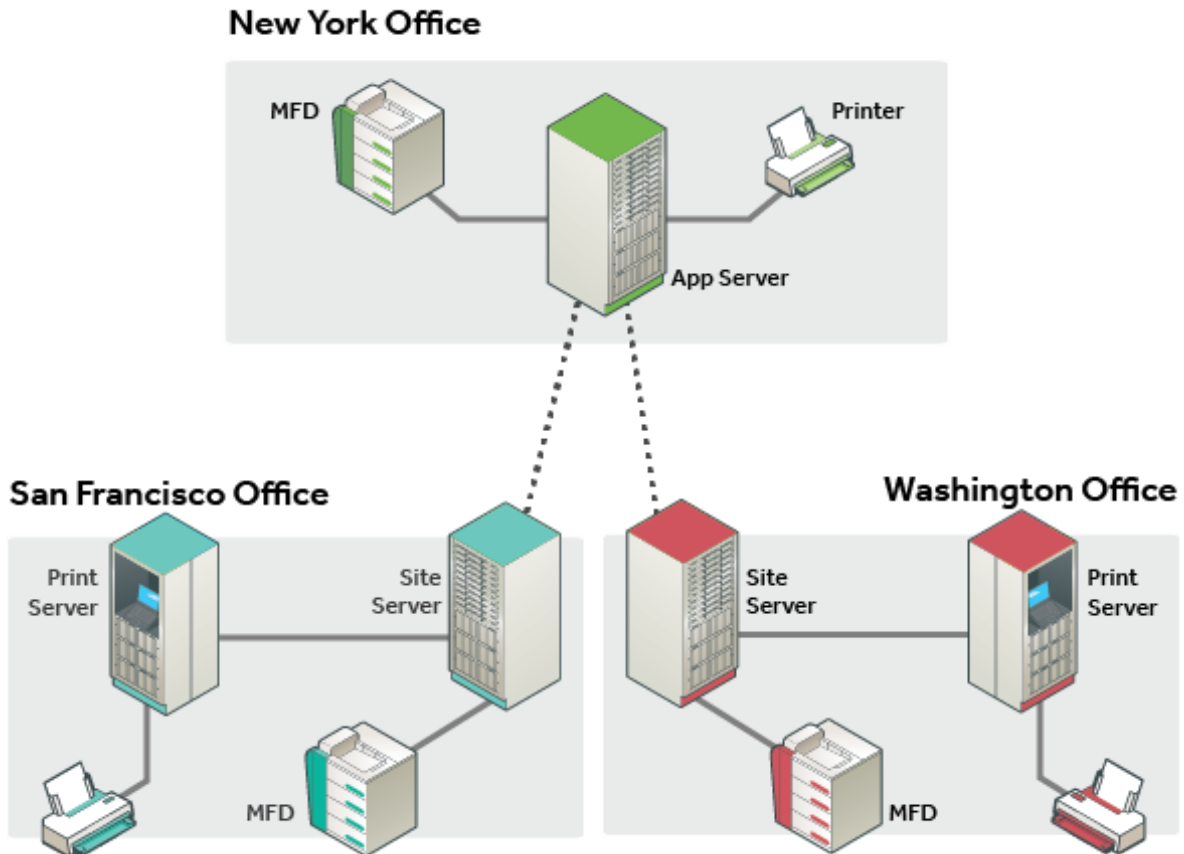 New York Office
MFD
Printer
App Server
San Francisco Office
Washington Office
Print
Server
Site
Server
Site
Server
Print
Server
MFD
MFD